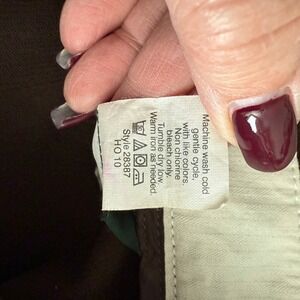 Machine wash cold
gentle cycle,
with like colors.
Non chlorine
bleach only.
Tumble dry low.
Warm iron as needed.
Style 28387
HO 10